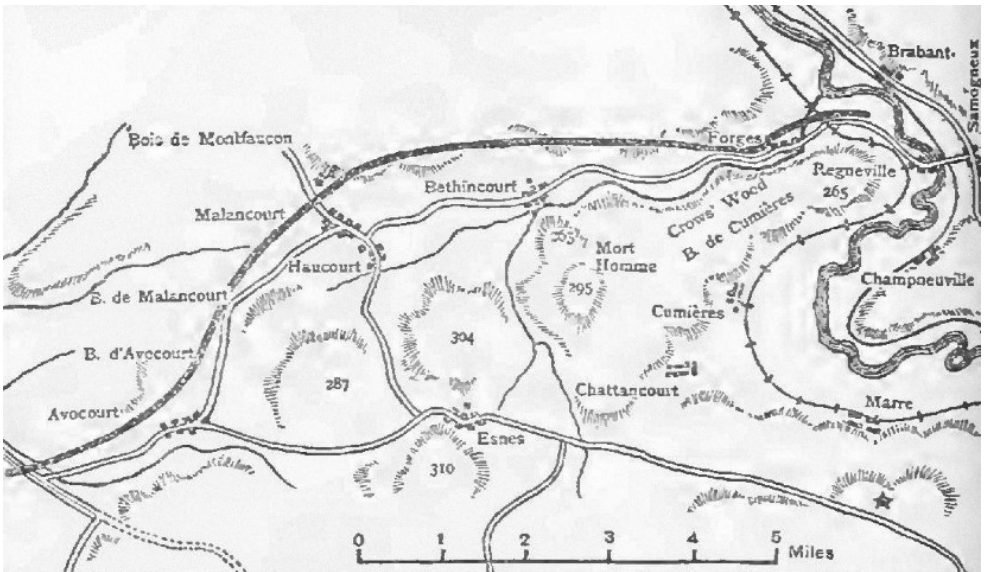 Brabant
Samogneux
Bois de Montfaucon
Forges
Bethincourt
Regneville
265
Malancourt
Crows' Wood
B. de Cumières
Mort
Homme
Haucourt
295
Champneuville
B. de Malancourt
Cumières
304
B. d'Avocourt
287
Chattancourt
Avocourt
Marre
Esnes
310
0 1 2 3 4 5
Miles